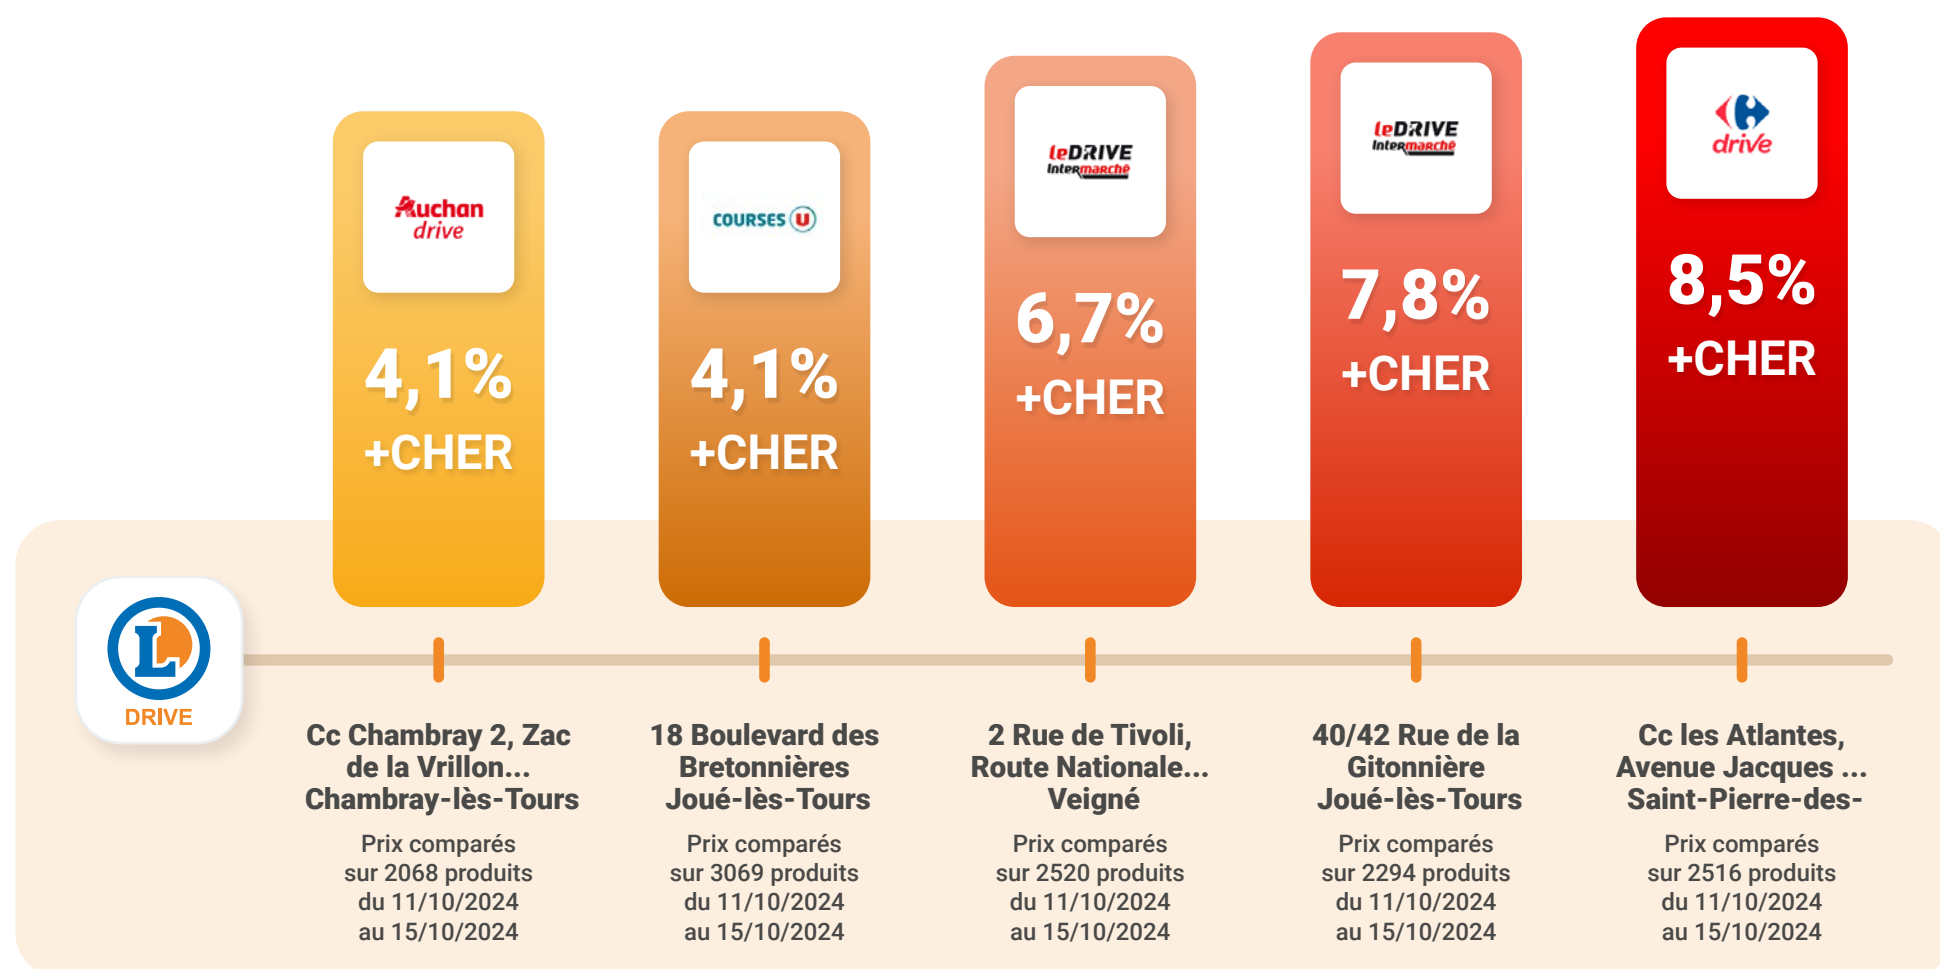 Auchan
drive
4,1%
+CHER
COURSES U
4,1%
+CHER
leDRIVE
Intermarchē
6,7%
+CHER
leDRIVE
Intermarchē
7,8%
+CHER
drive
8,5%
+CHER
L
DRIVE
Cc Chambray 2, Zac
de la Vrillon...
Chambray-lès-Tours
Prix comparés
sur 2068 produits
du 11/10/2024
au 15/10/2024
18 Boulevard des
Bretonnières
Joué-lès-Tours
Prix comparés
sur 3069 produits
du 11/10/2024
au 15/10/2024
2 Rue de Tivoli,
Route Nationale...
Veigné
Prix comparés
sur 2520 produits
du 11/10/2024
au 15/10/2024
40/42 Rue de la
Gitonnière
Joué-lès-Tours
Prix comparés
sur 2294 produits
du 11/10/2024
au 15/10/2024
Cc les Atlantes,
Avenue Jacques ...
Saint-Pierre-des-
Prix comparés
sur 2516 produits
du 11/10/2024
au 15/10/2024